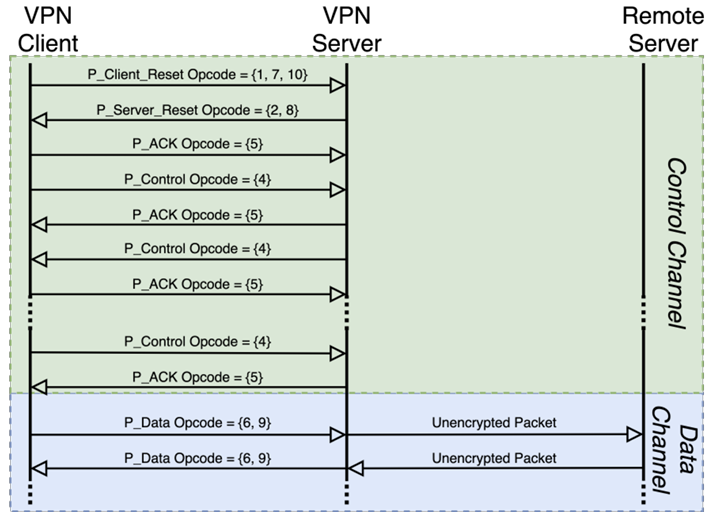 VPN
Client
VPN
Server
Remote
Server
P_Client_Reset Opcode = {1, 7, 10}
P_Server_Reset Opcode = {2, 8}
P_ACK Opcode = {5}
P_Control Opcode = {4}
P_ACK Opcode = {5}
P_Control Opcode = {4}
P_ACK Opcode = {5}
P_Control Opcode = {4}
P_ACK Opcode = {5}
Control Channel
P_Data Opcode = {6, 9}
Unencrypted Packet
P_Data Opcode = {6, 9}
Unencrypted Packet
Data
Channel